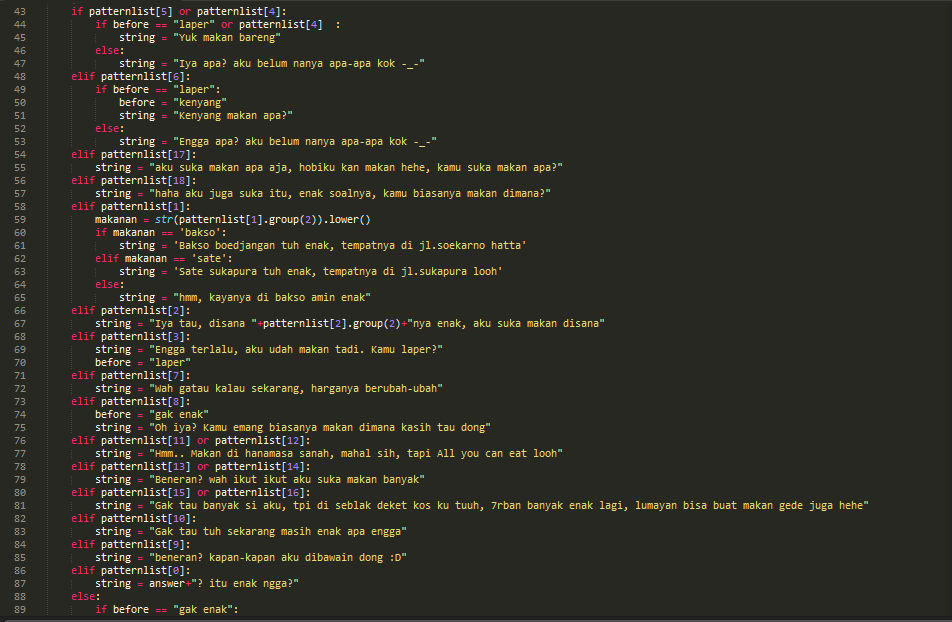 43 if patternlist[5] or patternlist[4]:
44 if before == "laper" or patternlist[4]  :
45 string = "Yuk makan bareng"
46 else:
47 string = "Iya apa? aku belum nanya apa-apa kok -_-"
48 elif patternlist[6]:
49 if before == "laper":
50 before = "kenyang"
51 string = "Kenyang makan apa?"
52 else:
53 string = "Engga apa? aku belum nanya apa-apa kok -_-"
54 elif patternlist[17]:
55 string = "aku suka makan apa aja, hobiku kan makan hehe, kamu suka makan apa?"
56 elif patternlist[18]:
57 string = "haha aku juga suka itu, enak soalnya, kamu biasanya makan dimana?"
58 elif patternlist[1]:
59 makanan = str(patternlist[1].group(2)).lower()
60 if makanan == 'bakso':
61 string = 'Bakso boedjangan tuh enak, tempatnya di jl.soekarno hatta'
62 elif makanan == 'sate':
63 string = 'Sate sukapura tuh enak, tempatnya di jl.sukapura looh'
64 else:
65 string = "hmm, kayanya di bakso amin enak"
66 elif patternlist[2]:
67 string = "Iya tau, disana "+patternlist[2].group(2)+"nya enak, aku suka makan disana"
68 elif patternlist[3]:
69 string = "Engga terlalu, aku udah makan tadi. Kamu laper?"
70 before = "laper"
71 elif patternlist[7]:
72 string = "Wah gatau kalau sekarang, harganya berubah-ubah"
73 elif patternlist[8]:
74 before = "gak enak"
75 string = "Oh iya? Kamu emang biasanya makan dimana kasih tau dong"
76 elif patternlist[11] or patternlist[12]:
77 string = "Hmm.. Makan di hanamasa sanah, mahal sih, tapi All you can eat looh"
78 elif patternlist[13] or patternlist[14]:
79 string = "Beneran? wah ikut ikut aku suka makan banyak"
80 elif patternlist[15] or patternlist[16]:
81 string = "Gak tau banyak si aku, tpi di seblak deket kos ku tuuh, 7rban banyak enak lagi, lumayan bisa buat makan gede juga hehe"
82 elif patternlist[10]:
83 string = "Gak tau tuh sekarang masih enak apa engga"
84 elif patternlist[9]:
85 string = "beneran? kapan-kapan aku dibawain dong :D"
86 elif patternlist[0]:
87 string = answer+"? itu enak ngga?"
88 else:
89 if before == "gak enak":